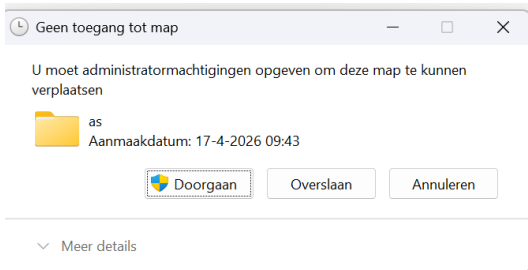 Geen toegang tot map
U moet administratormachtigingen opgeven om deze map te kunnen
verplaatsen
as
Aanmaakdatum: 17-4-2026 09:43
Doorgaan
Overslaan
Annuleren
Meer details